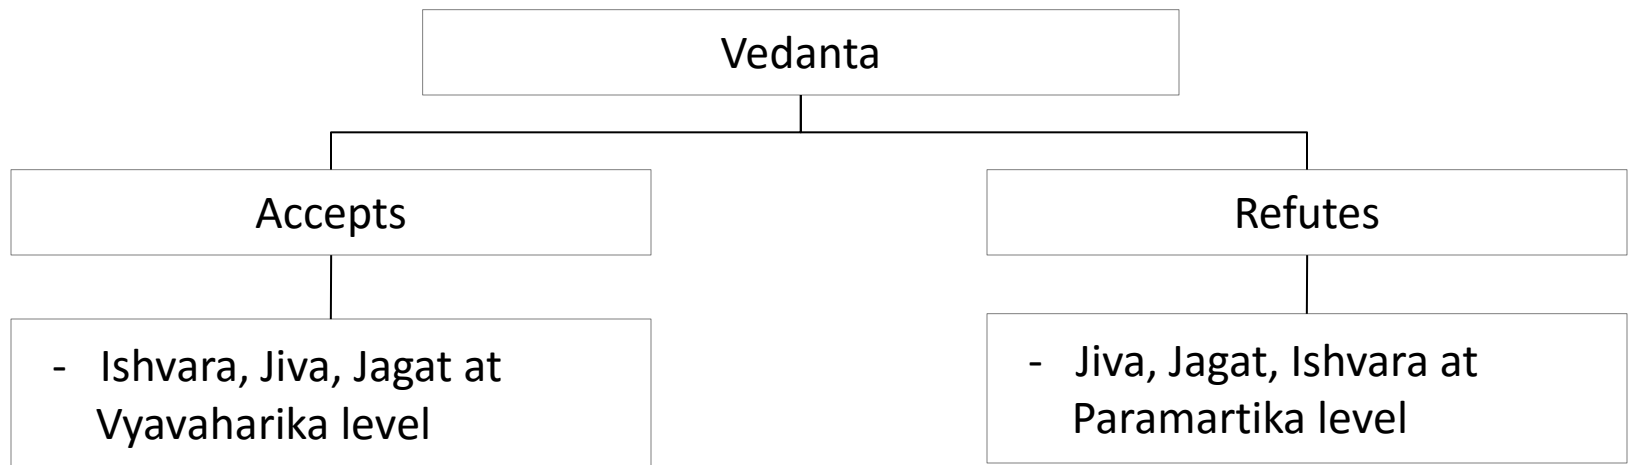 Vedanta
Accepts
Refutes
- Ishvara, Jiva, Jagat at
Vyavaharika level
- Jiva, Jagat, Ishvara at
Paramartika level